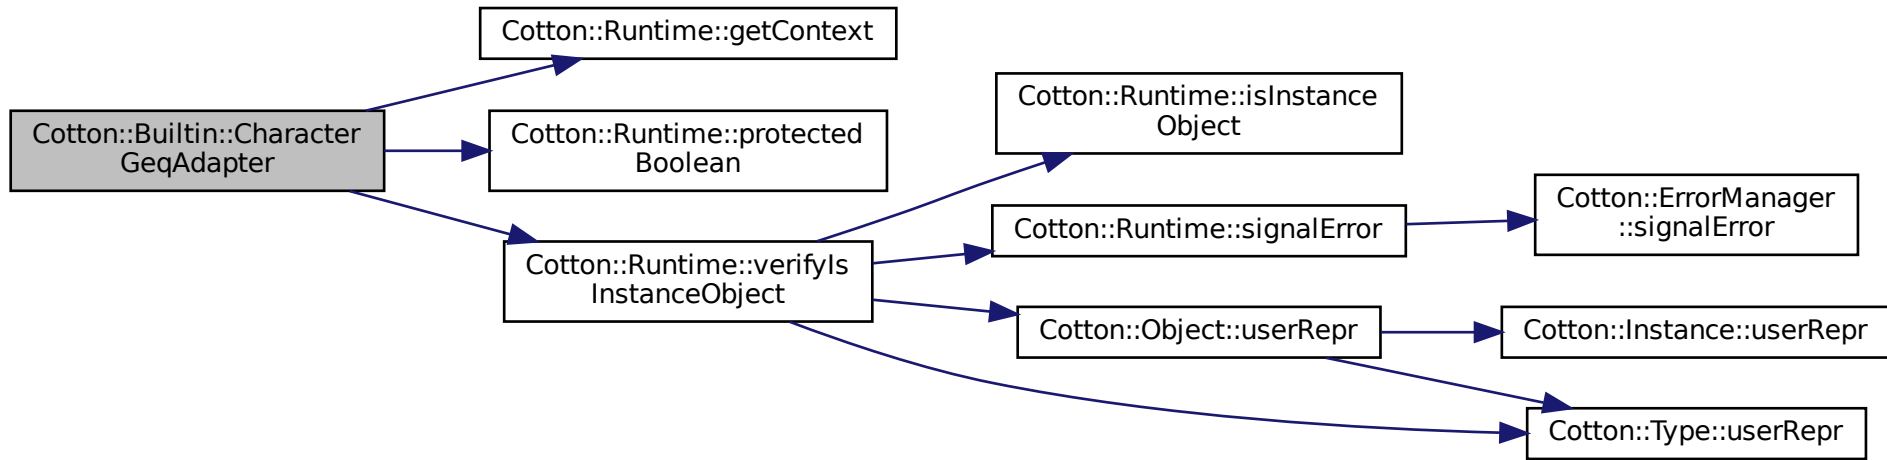 Cotton::Builtin::Character
GeqAdapter
Cotton::Runtime::getContext
Cotton::Runtime::protected
Boolean
Cotton::Runtime::verifyIs
InstanceObject
Cotton::Runtime::isInstance
Object
Cotton::Runtime::signalError
Cotton::ErrorManager
::signalError
Cotton::Object::userRepr
Cotton::Instance::userRepr
Cotton::Type::userRepr